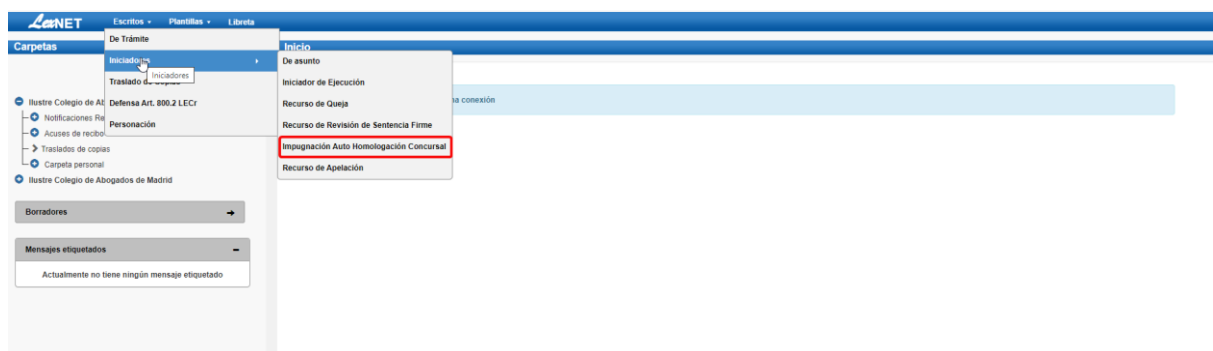 LexNET
Escritos
Plantillas
Libreta
Carpetas
Inicio
De Trámite
Iniciadores
Iniciadores
Traslado de Copias
Defensa Art. 800.2 LECr
Personación
De asunto
Iniciador de Ejecución
Recurso de Queja
Recurso de Revisión de Sentencia Firme
Impugnación Auto Homologación Concursal
Recurso de Apelación
conexión
Ilustre Colegio de Ab
Notificaciones Re
Acuses de recibo
Traslados de copias
Carpeta personal
Ilustre Colegio de Abogados de Madrid
Borradores
Mensajes etiquetados
Actualmente no tiene ningún mensaje etiquetado